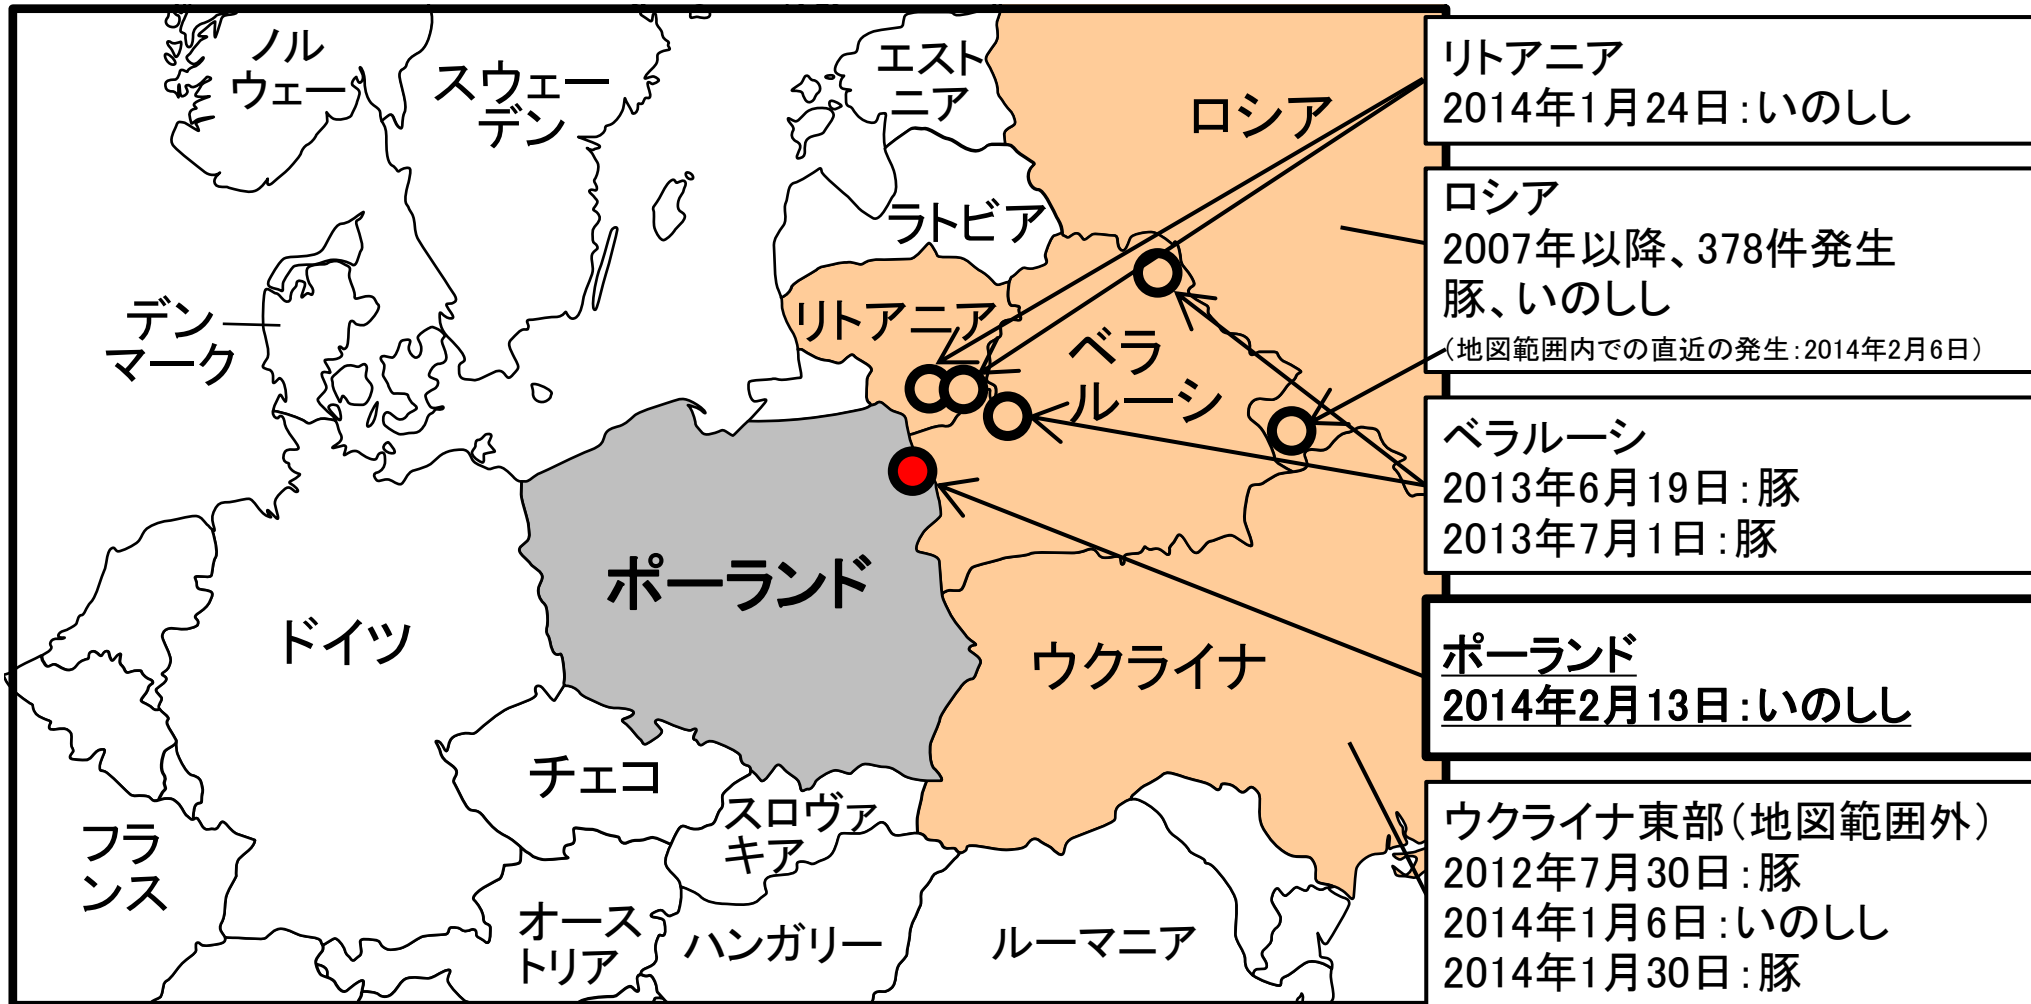 ノル
ウェー
スウェー
デン
エスト
ニア
ロシア
ラトビア
デン
マーク
リトアニア
ベラ
ルーシ
ポーランド
ドイツ
ウクライナ
チェコ
スロヴァ
キア
フラ
ンス
オース
トリア
ハンガリー
ルーマニア
リトアニア
2014年1月24日：いのしし
ロシア
2007年以降、378件発生
豚、いのしし
（地図範囲内での直近の発生：2014年2月6日）
ベラルーシ
2013年6月19日：豚
2013年7月1日：豚
ポーランド
2014年2月13日：いのしし
ウクライナ東部（地図範囲外）
2012年7月30日：豚
2014年1月6日：いのしし
2014年1月30日：豚